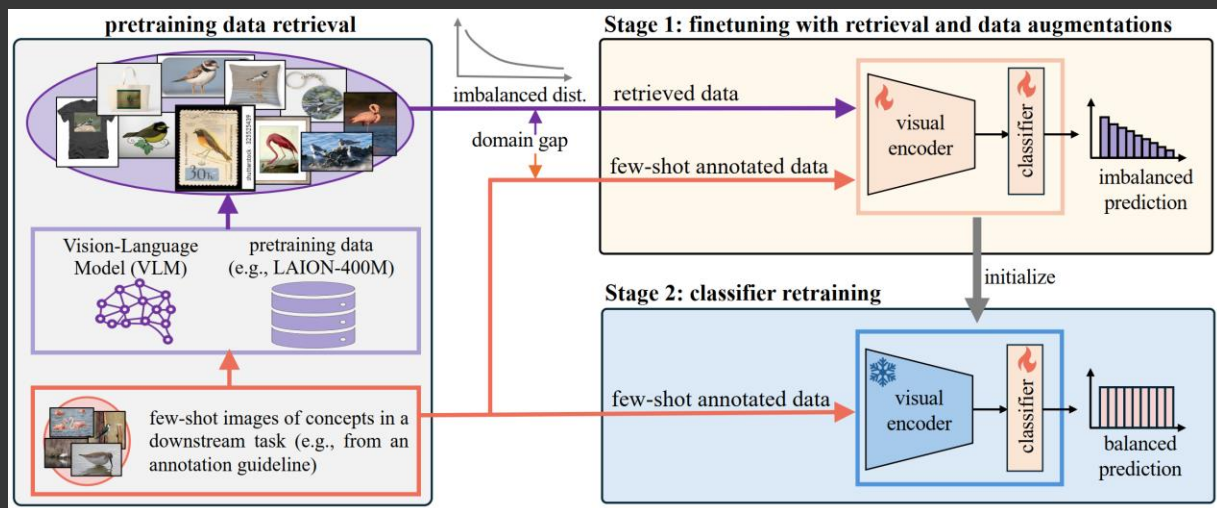 pretraining data retrieval
30
shutterstock
325525429
Vision-Language
Model (VLM)
pretraining data
(e.g., LAION-400M)
few-shot images of concepts in a
downstream task (e.g., from an
annotation guideline)
imbalanced dist.
domain gap
Stage 1: finetuning with retrieval and data augmentations
retrieved data
few-shot annotated data
visual
encoder
classifier
imbalanced
prediction
initialize
Stage 2: classifier retraining
few-shot annotated data
visual
encoder
classifier
balanced
prediction